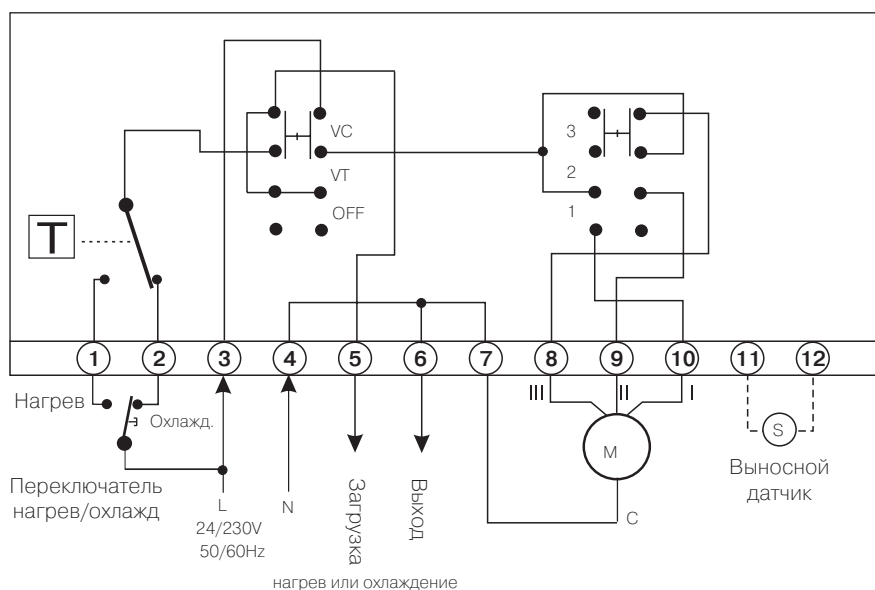 VC
VT
OFF
3
2
1
T
1 2 3 4 5 6 7 8 9 10 11 12
Нагрев
Охлажд.
Переключатель
нагрев/охлажд
L
24/230V
50/60Hz
N
Загрузка
Выход
нагрев или охлаждение
III II I
M
C
S
Выносной
датчик